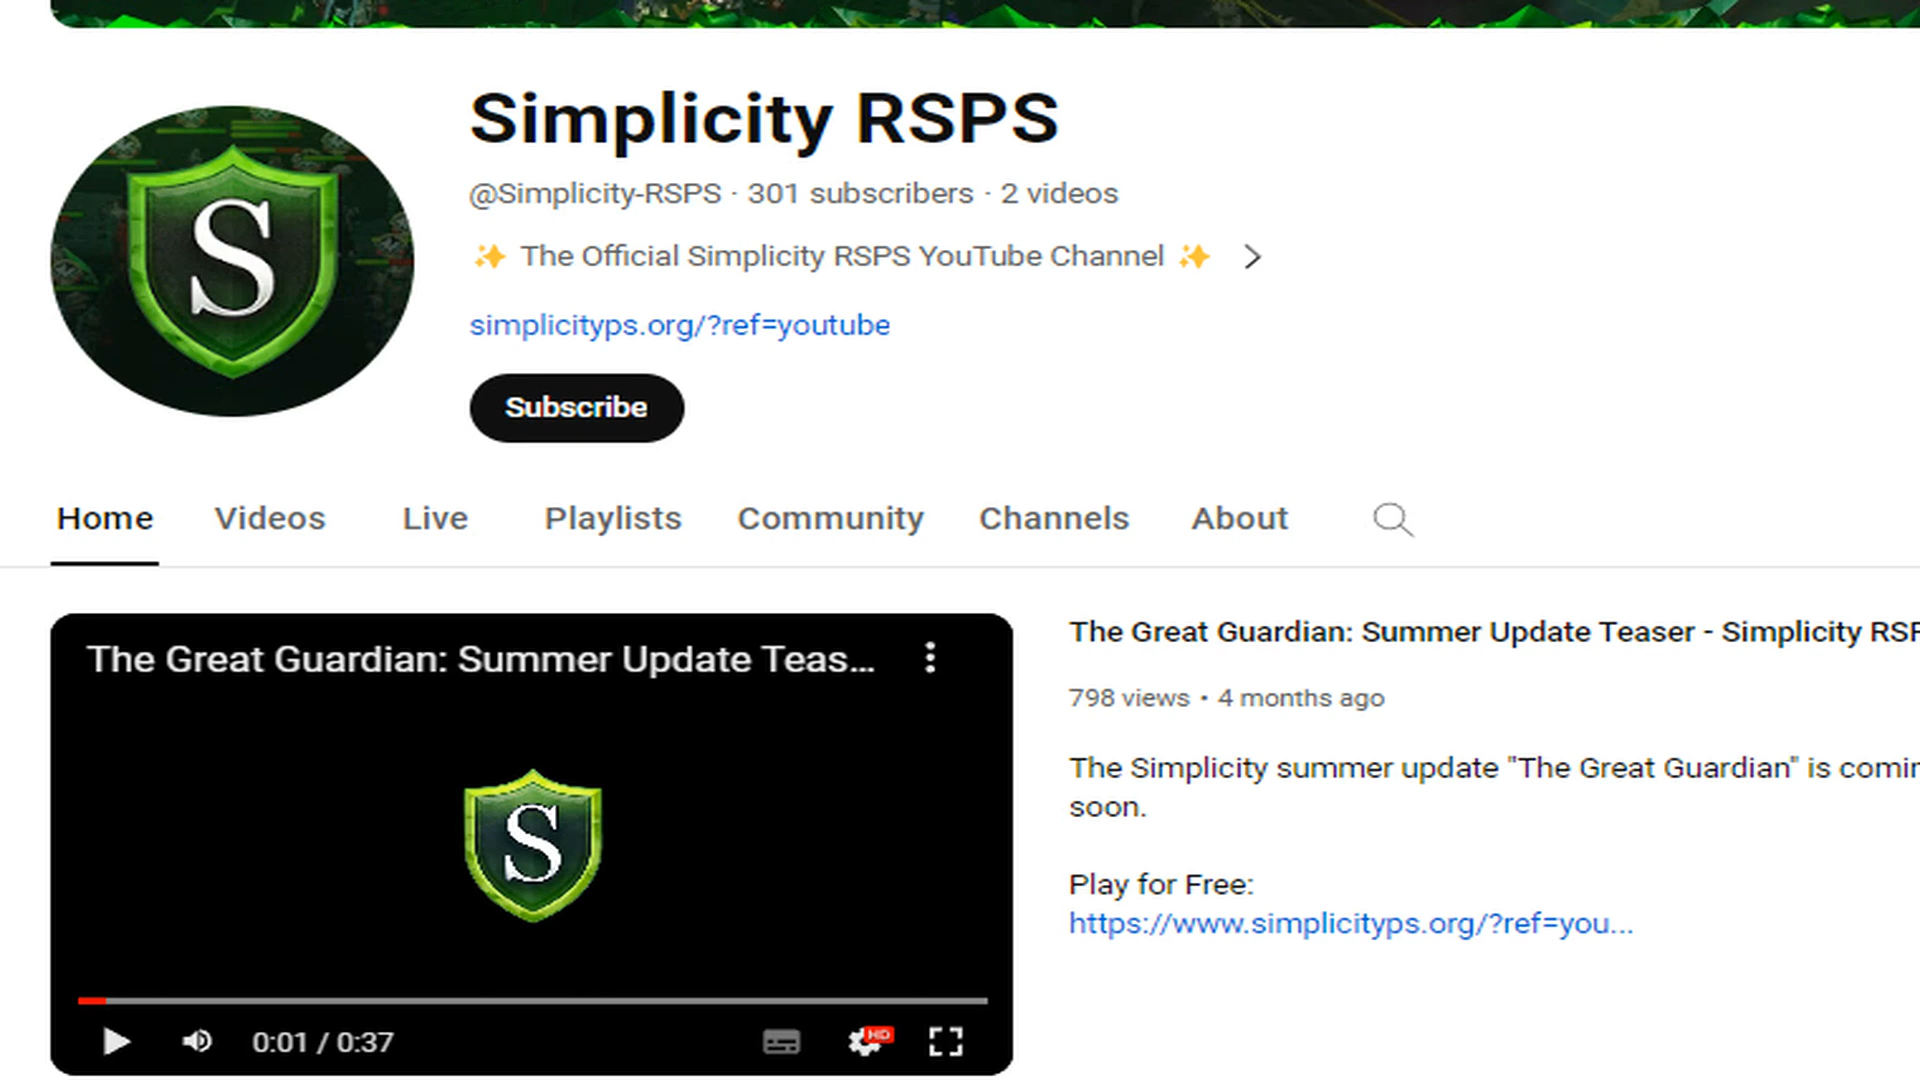 S
Simplicity RSPS
@Simplicity-RSPS · 301 subscribers · 2 videos
✨ The Official Simplicity RSPS YouTube Channel ✨
simplicityps.org/?ref=youtube
Subscribe
Home Videos Live Playlists Community Channels About
The Great Guardian: Summer Update Teas...
S
0:01 / 0:37
HD
The Great Guardian: Summer Update Teaser - Simplicity RSP
798 views • 4 months ago
The Simplicity summer update "The Great Guardian" is comin
soon.
Play for Free:
https://www.simplicityps.org/?ref=you...